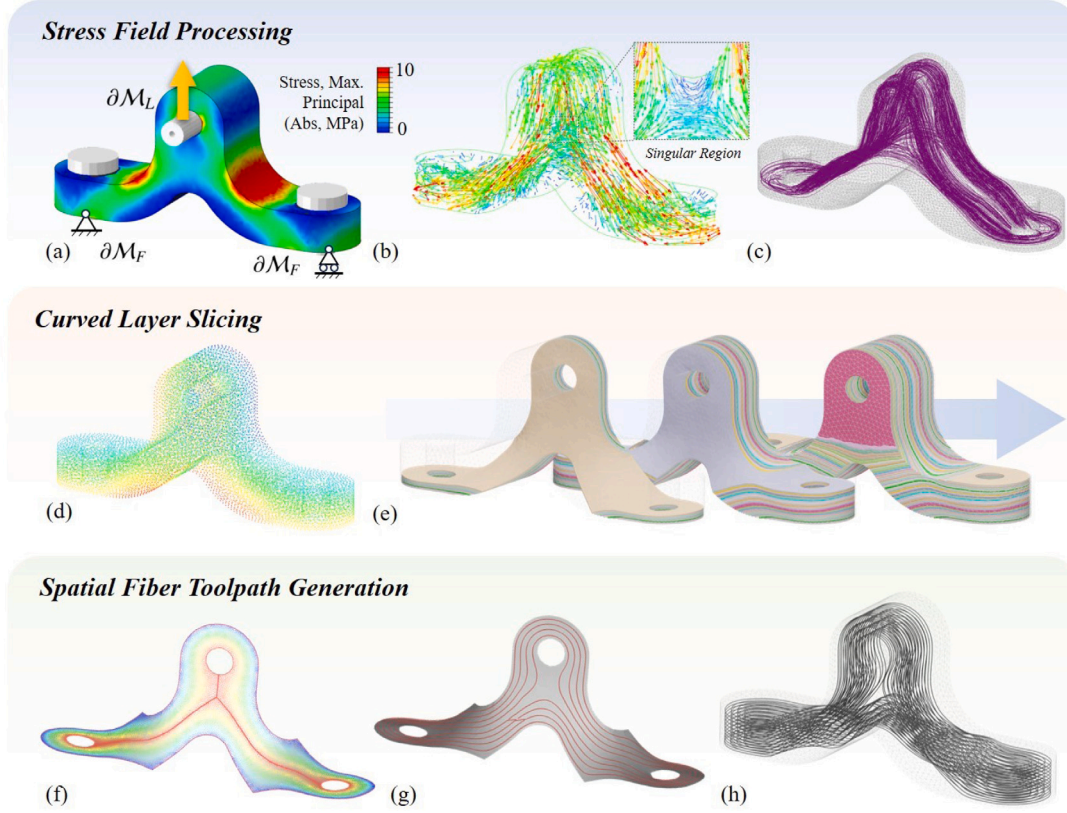 Stress Field Processing
∂M_L
Stress, Max.
Principal
(Abs, MPa)
10
0
Singular Region
(a)
∂M_F
∂M_F
(b)
(c)
Curved Layer Slicing
(d)
(e)
Spatial Fiber Toolpath Generation
(f)
(g)
(h)